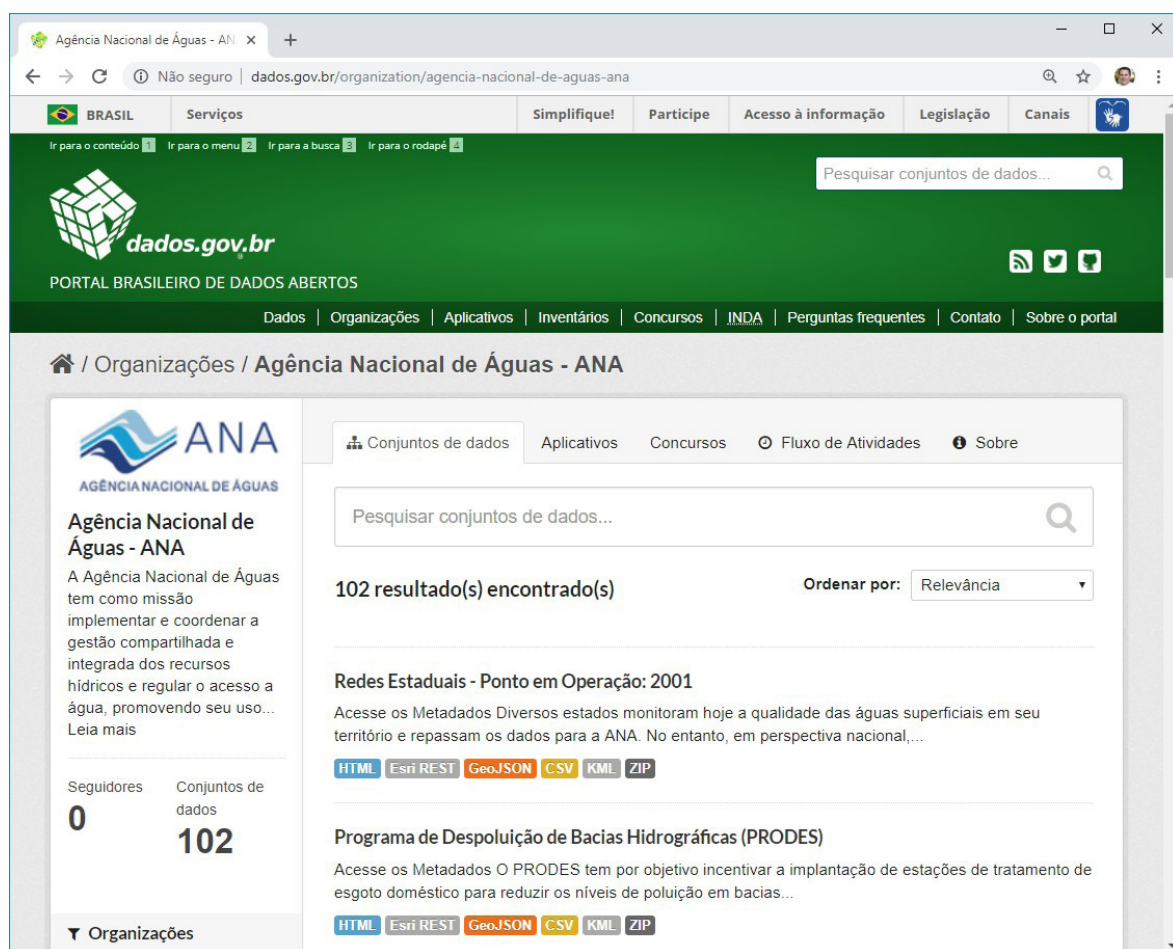 Agência Nacional de Águas - AN
Não seguro | dados.gov.br/organization/agencia-nacional-de-aguas-ana
BRASIL Serviços Simplifique! Participe Acesso à informação Legislação Canais
Ir para o conteúdo 1 Ir para o menu 2 Ir para a busca 3 Ir para o rodapé 4
Pesquisar conjuntos de dados...
dados.gov.br
PORTAL BRASILEIRO DE DADOS ABERTOS
Dados | Organizações | Aplicativos | Inventários | Concursos | INDA | Perguntas frequentes | Contato | Sobre o portal
/ Organizações / Agência Nacional de Águas - ANA
ANA
AGÊNCIA NACIONAL DE ÁGUAS
Agência Nacional de
Águas - ANA
A Agência Nacional de Águas
tem como missão
implementar e coordenar a
gestão compartilhada e
integrada dos recursos
hídricos e regular o acesso a
água, promovendo seu uso...
Leia mais
Seguidores
0
Conjuntos de
dados
102
Organizações
Conjuntos de dados Aplicativos Concursos Fluxo de Atividades Sobre
Pesquisar conjuntos de dados...
102 resultado(s) encontrado(s)
Ordenar por: Relevância
Redes Estaduais - Ponto em Operação: 2001
Acesse os Metadados Diversos estados monitoram hoje a qualidade das águas superficiais em seu
território e repassam os dados para a ANA. No entanto, em perspectiva nacional,...
HTML Esri REST GeoJSON CSV KML ZIP
Programa de Despoluição de Bacias Hidrográficas (PRODES)
Acesse os Metadados O PRODES tem por objetivo incentivar a implantação de estações de tratamento de
esgoto doméstico para reduzir os níveis de poluição em bacias...
HTML Esri REST GeoJSON CSV KML ZIP